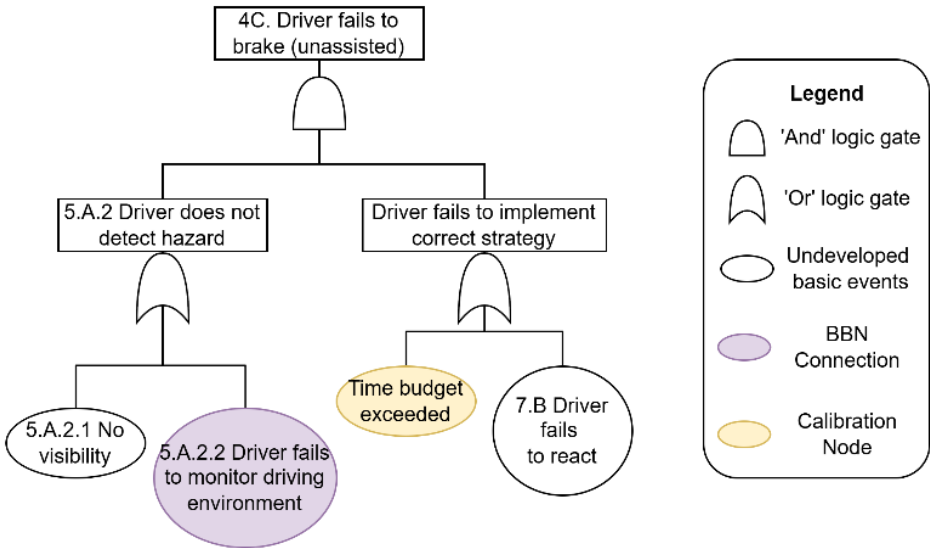 4C. Driver fails to
brake (unassisted)
5.A.2 Driver does not
detect hazard
Driver fails to implement
correct strategy
5.A.2.1 No
visibility
5.A.2.2 Driver fails
to monitor driving
environment
Time budget
exceeded
7.B Driver
fails
to react
Legend
'And' logic gate
'Or' logic gate
Undeveloped
basic events
BBN
Connection
Calibration
Node